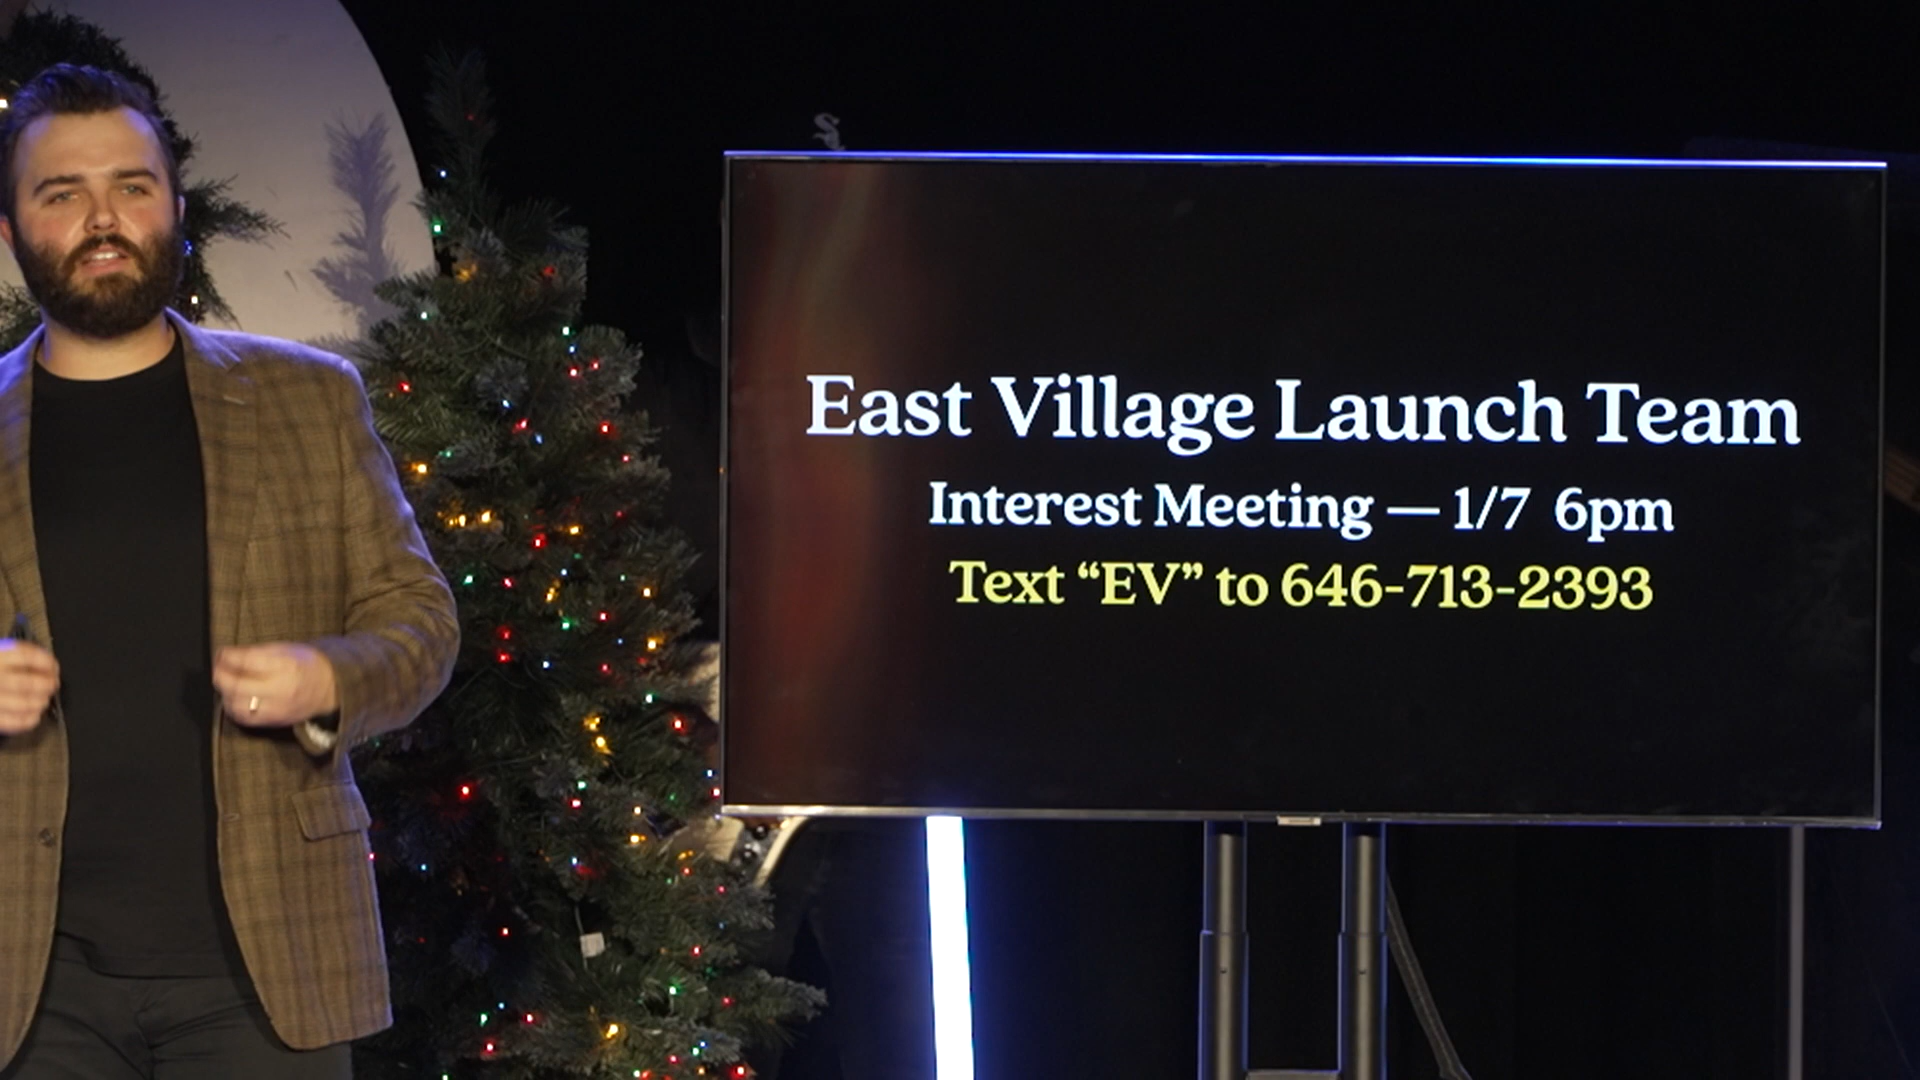 East Village Launch Team
Interest Meeting — 1/7 6pm
Text “EV” to 646-713-2393